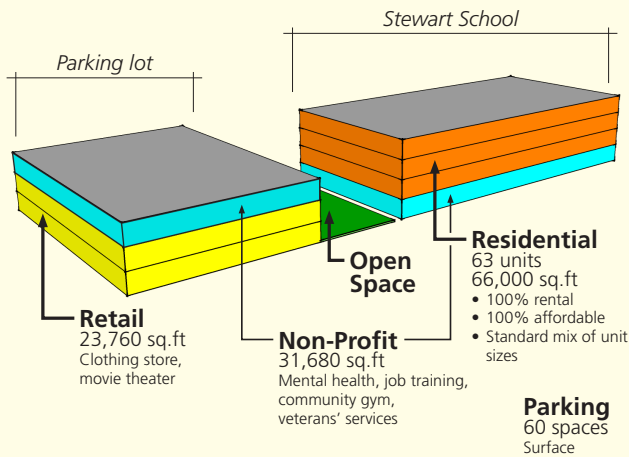 Stewart School
Parking lot
Residential
63 units
66,000 sq.ft
• 100% rental
• 100% affordable
• Standard mix of unit
sizes
Open
Space
Retail
23,760 sq.ft
Clothing store,
movie theater
Non-Profit
31,680 sq.ft
Mental health, job training,
community gym,
veterans’ services
Parking
60 spaces
Surface